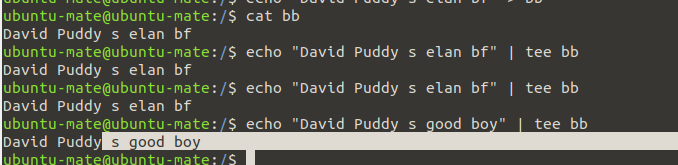 ubuntu-mate@ubuntu-mate:/$ echo "David Puddy s elan bf" > bb
ubuntu-mate@ubuntu-mate:/$ cat bb
David Puddy s elan bf
ubuntu-mate@ubuntu-mate:/$ echo "David Puddy s elan bf" | tee bb
David Puddy s elan bf
ubuntu-mate@ubuntu-mate:/$ echo "David Puddy s elan bf" | tee bb
David Puddy s elan bf
ubuntu-mate@ubuntu-mate:/$ echo "David Puddy s good boy" | tee bb
David Puddy s good boy
ubuntu-mate@ubuntu-mate:/$